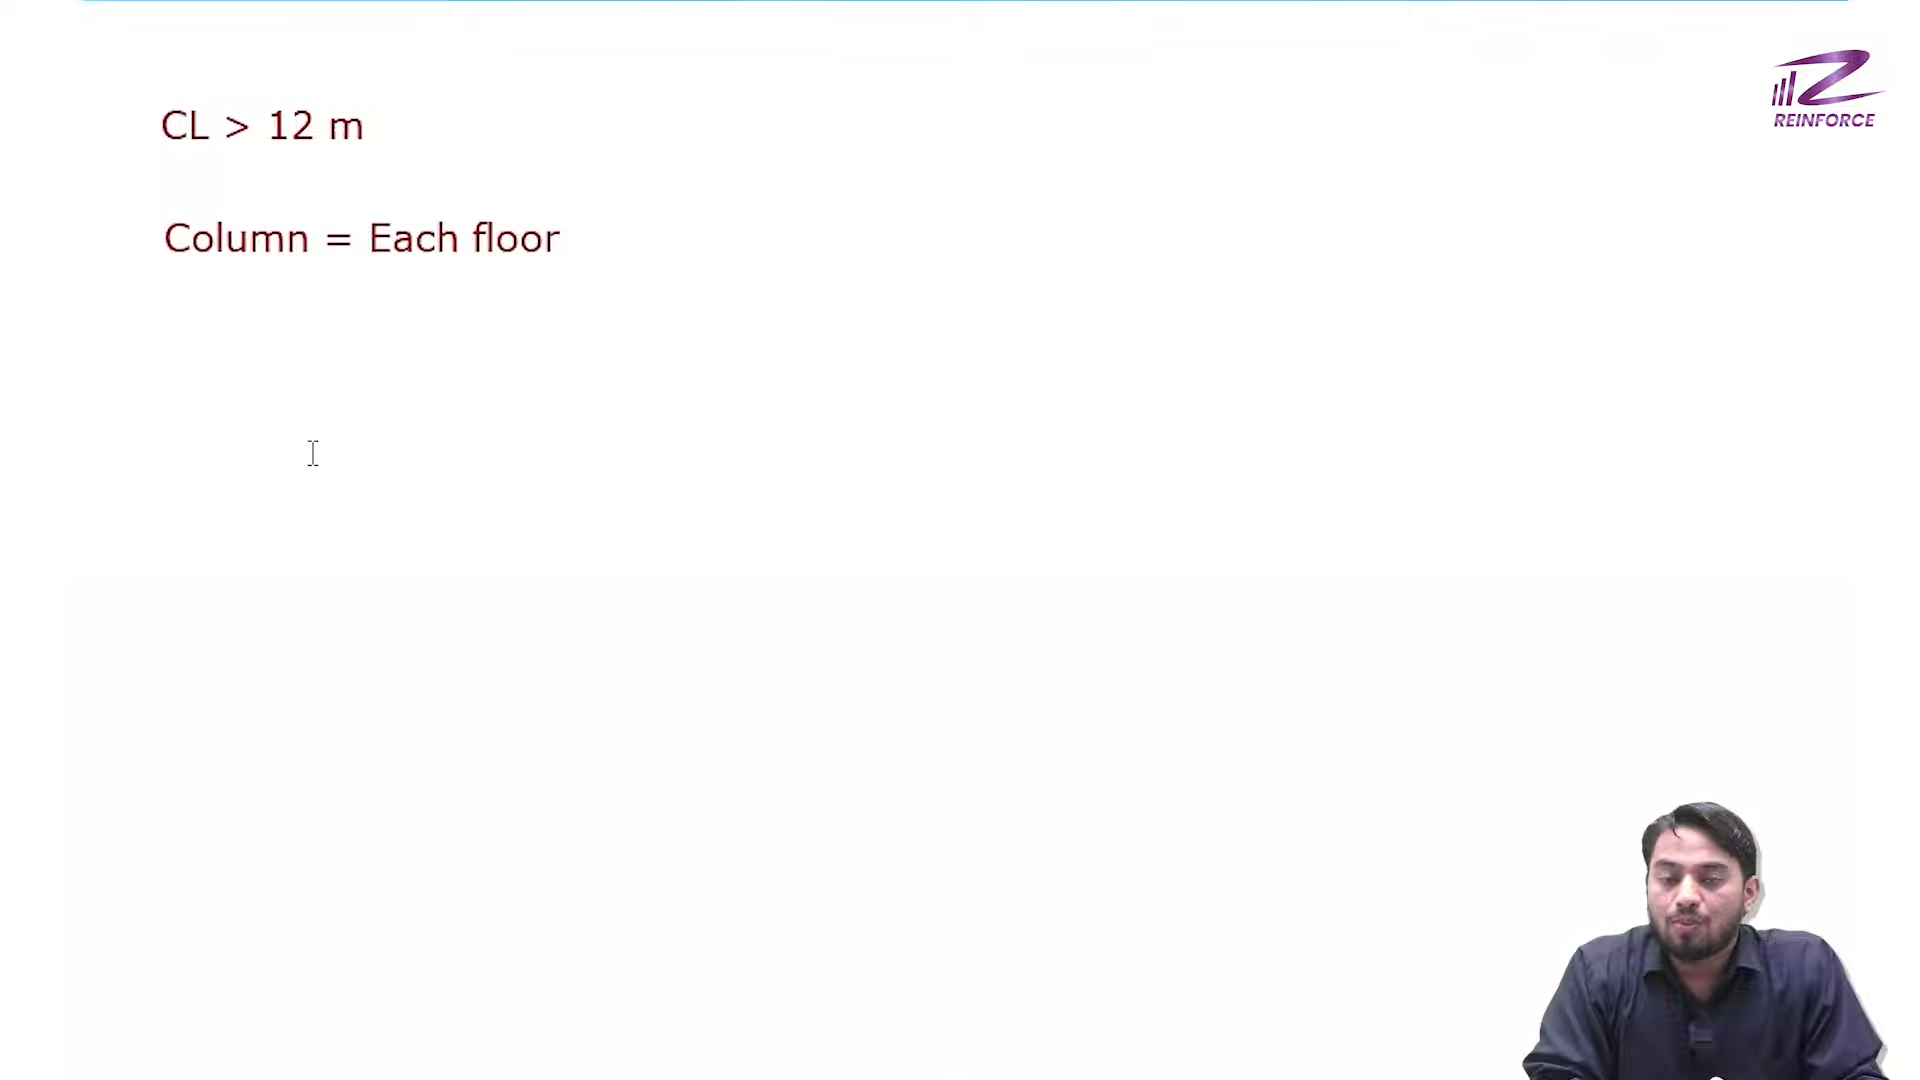 CL > 12 m
REINFORCE
Column = Each floor